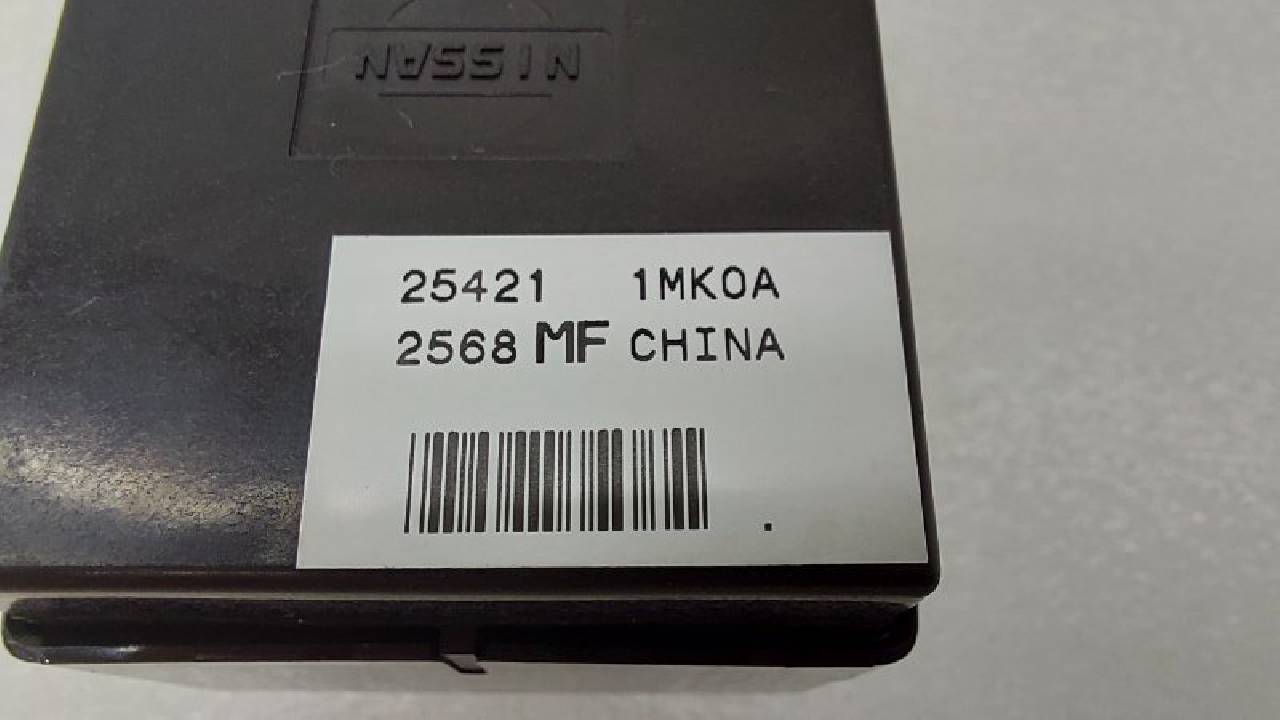 NISSAN
25421 1MK0A
2568 MF CHINA